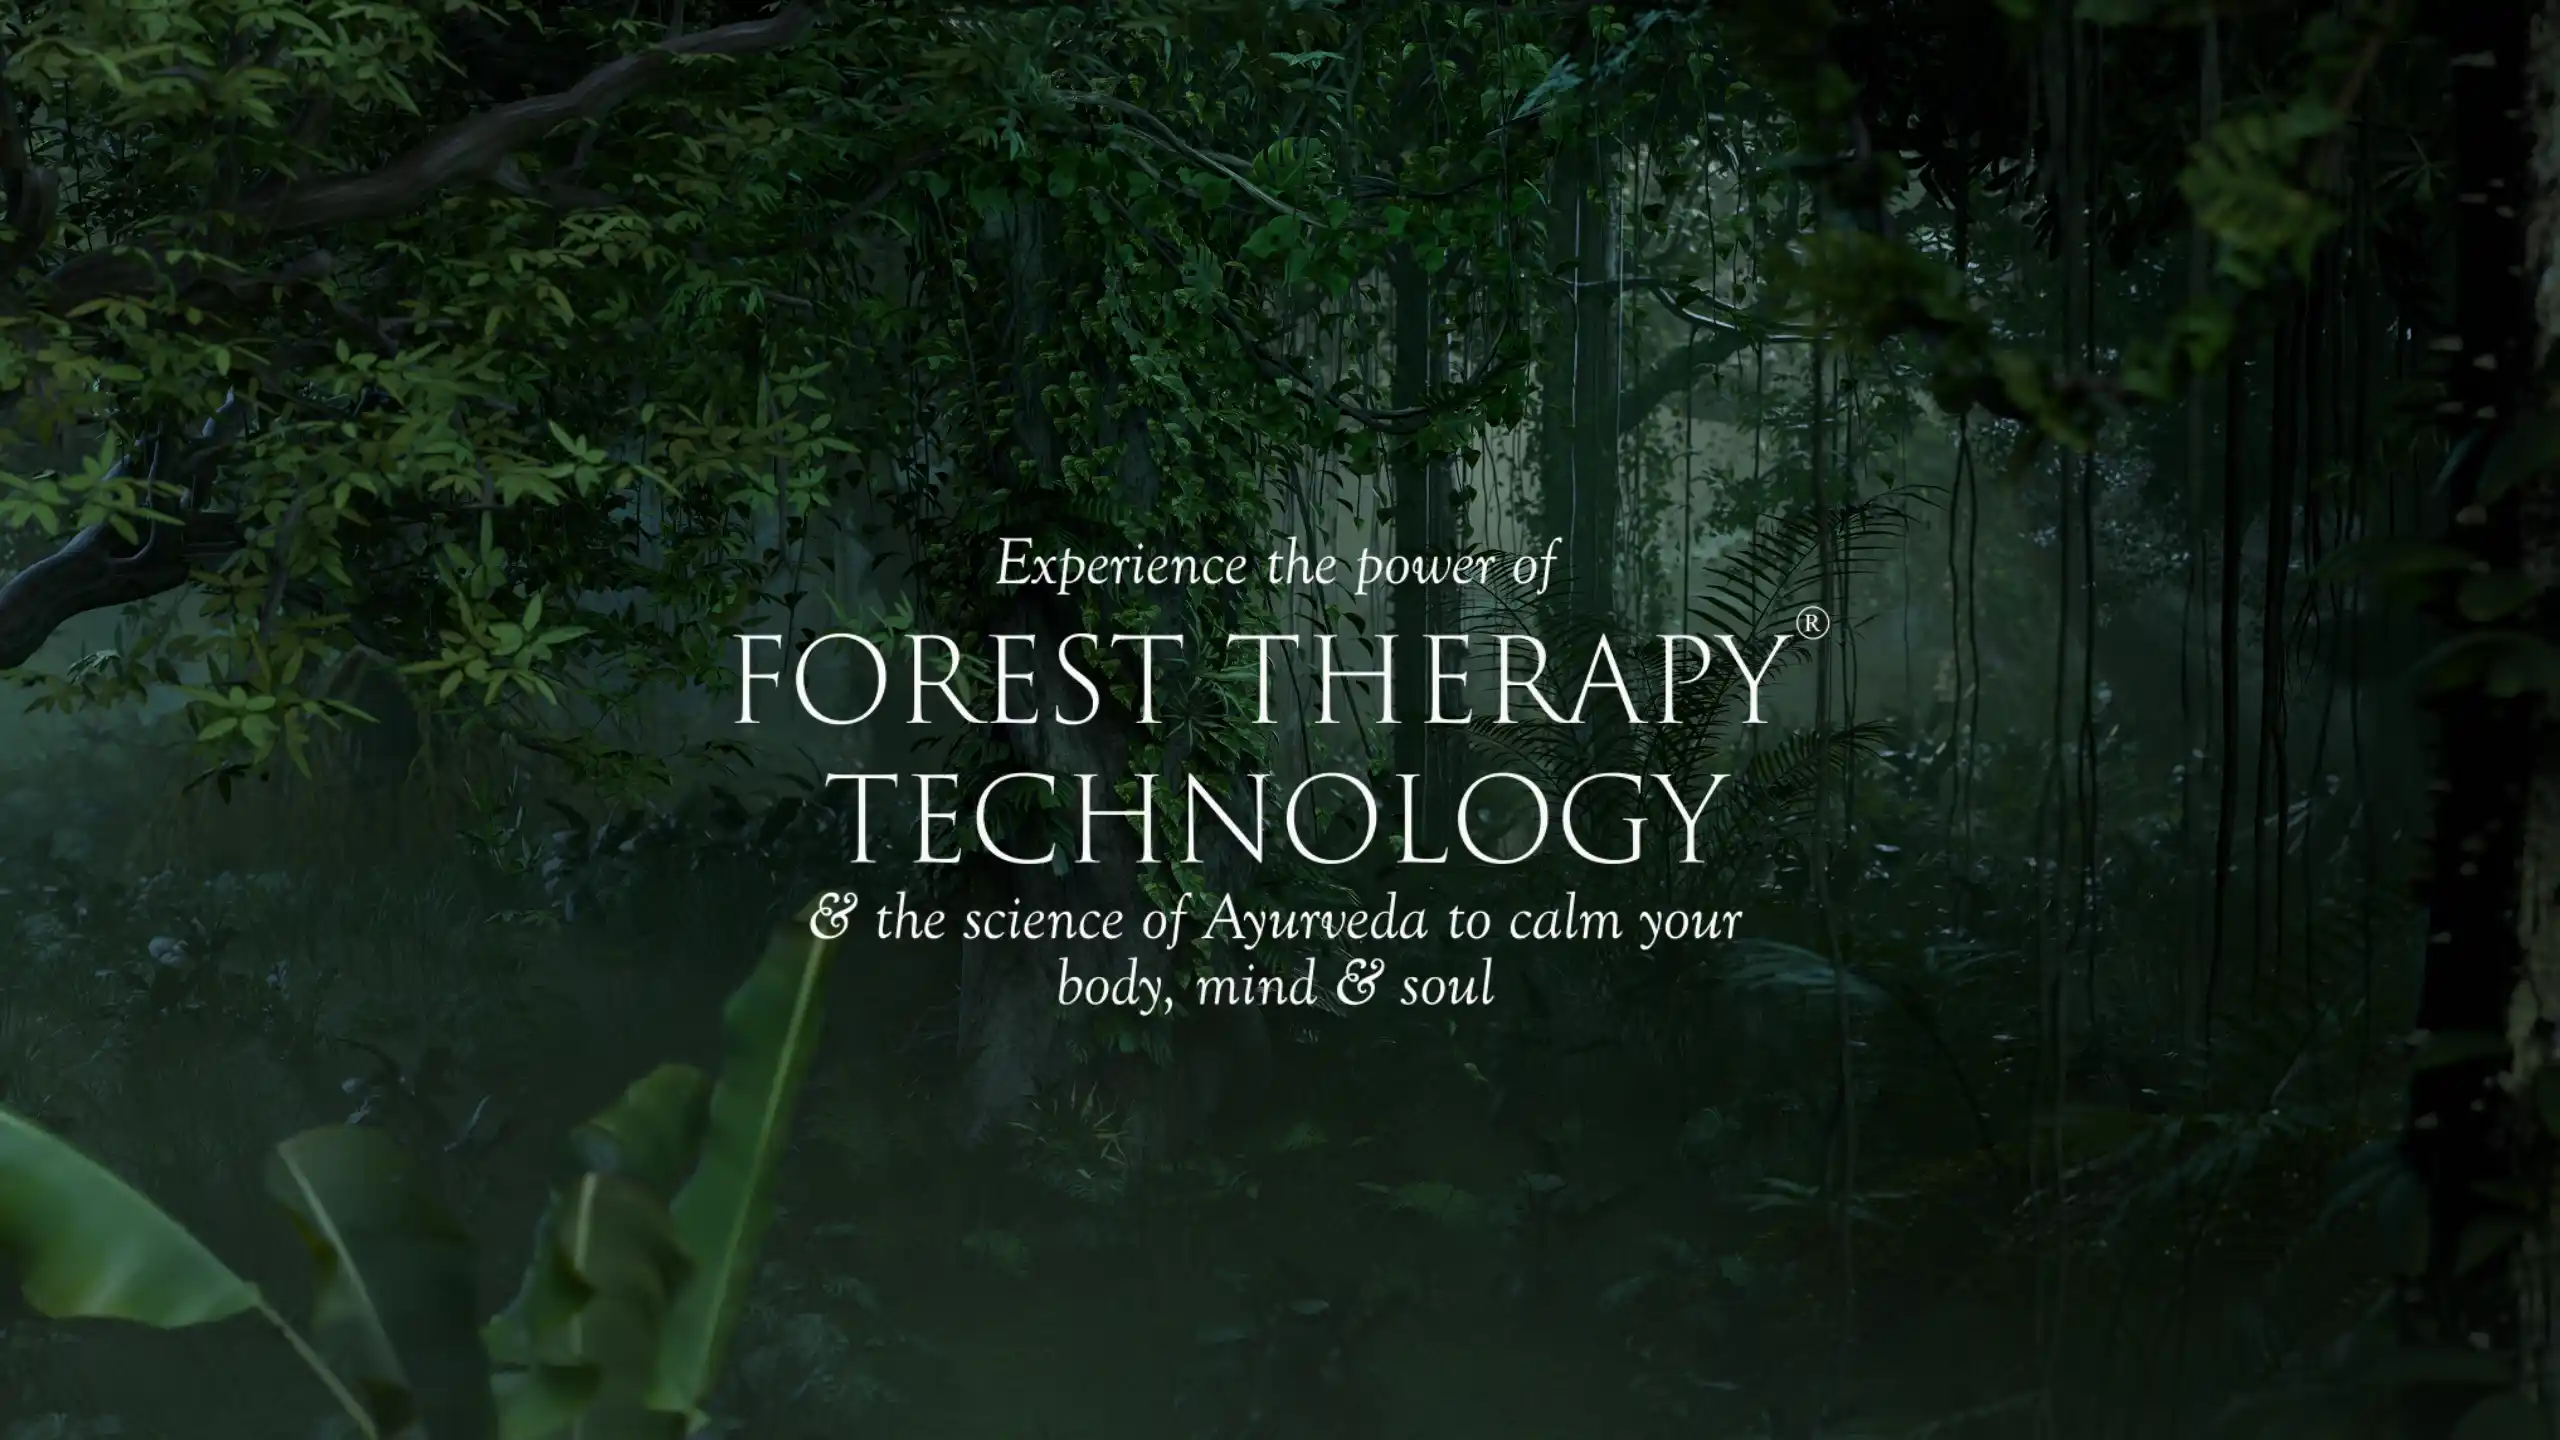 Experience the power of
FOREST THERAPY®
TECHNOLOGY
& the science of Ayurveda to calm your
body, mind & soul